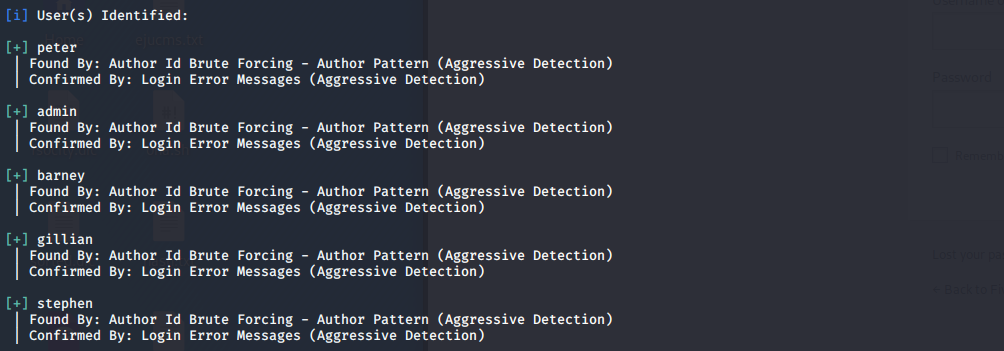 [i] User(s) Identified:
[+] peter
| Found By: Author Id Brute Forcing - Author Pattern (Aggressive Detection)
| Confirmed By: Login Error Messages (Aggressive Detection)
[+] admin
| Found By: Author Id Brute Forcing - Author Pattern (Aggressive Detection)
| Confirmed By: Login Error Messages (Aggressive Detection)
[+] barney
| Found By: Author Id Brute Forcing - Author Pattern (Aggressive Detection)
| Confirmed By: Login Error Messages (Aggressive Detection)
[+] gillian
| Found By: Author Id Brute Forcing - Author Pattern (Aggressive Detection)
| Confirmed By: Login Error Messages (Aggressive Detection)
[+] stephen
| Found By: Author Id Brute Forcing - Author Pattern (Aggressive Detection)
| Confirmed By: Login Error Messages (Aggressive Detection)
Password